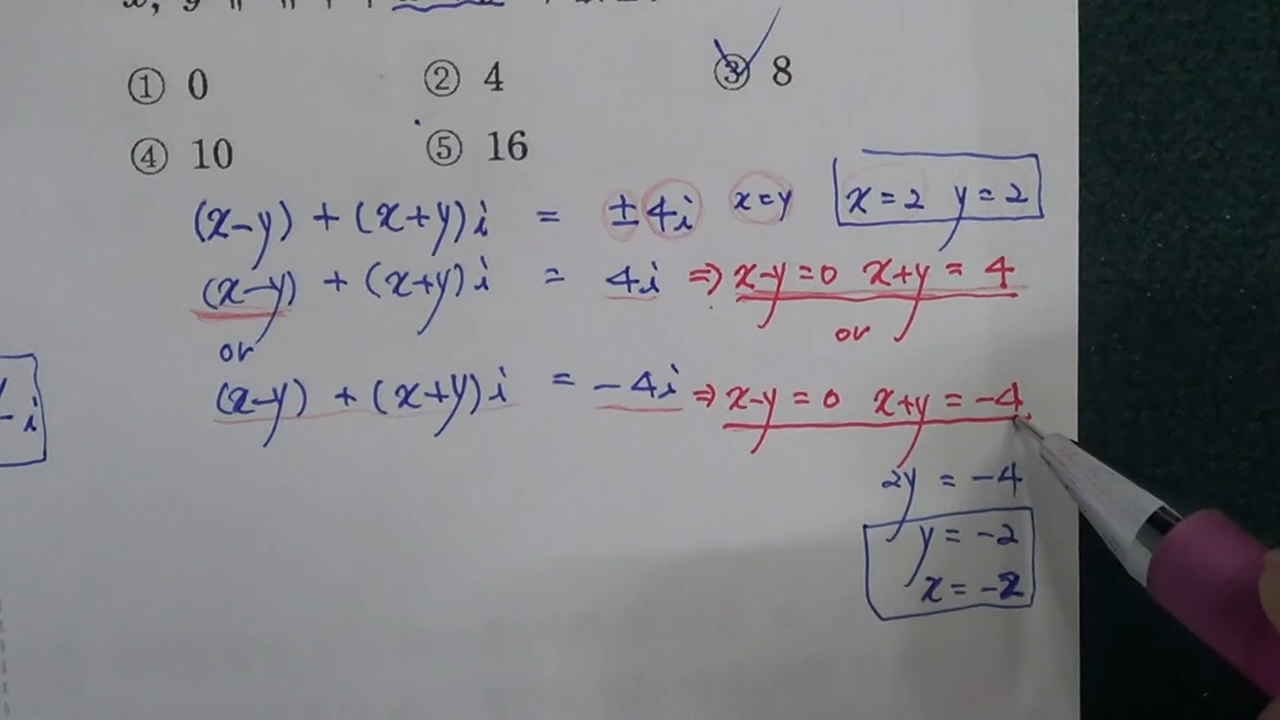 ① 0 ② 4 ③ 8
④ 10 ⑤ 16
(x-y) + (x+y)i = ±4i x=y x=2 y=2
(x-y) + (x+y)i = 4i ⇒ x-y=0 x+y=4
or or
(x-y) + (x+y)i = -4i ⇒ x-y=0 x+y=-4
2y = -4
y = -2
x = -2